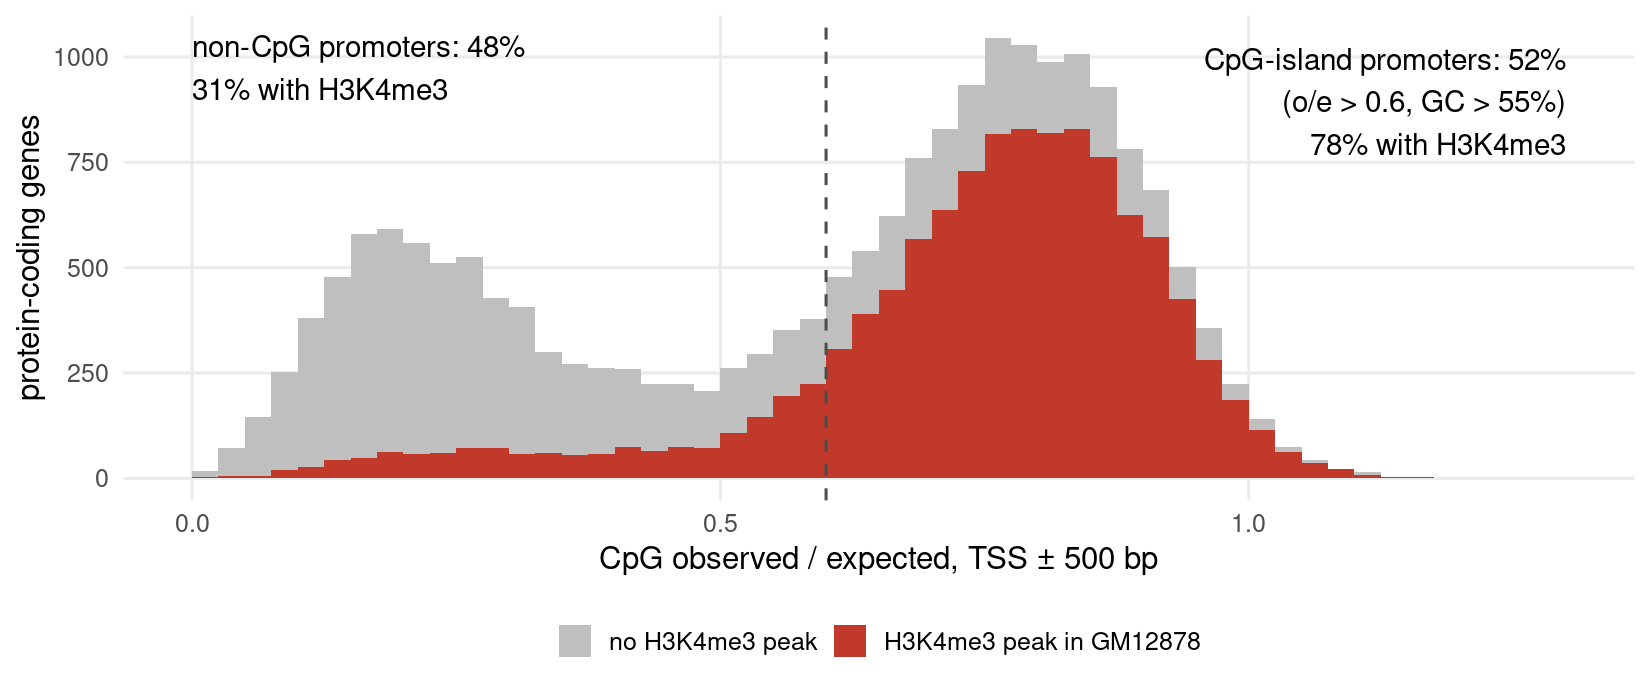 non-CpG promoters: 48%
31% with H3K4me3
CpG-island promoters: 52%
(o/e > 0.6, GC > 55%)
78% with H3K4me3
protein-coding genes
1000
750
500
250
0
0.0 0.5 1.0
CpG observed / expected, TSS ± 500 bp
no H3K4me3 peak H3K4me3 peak in GM12878